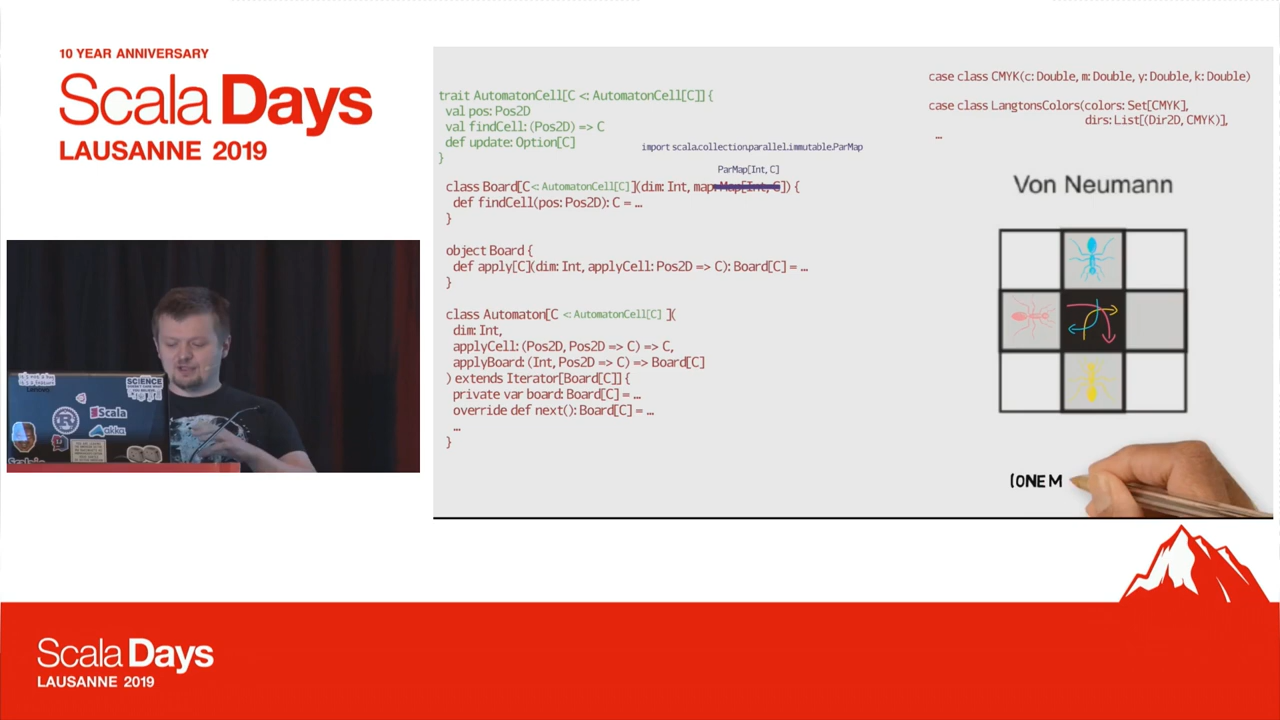 10 YEAR ANNIVERSARY
Scala Days
LAUSANNE 2019
trait AutomatonCell[C <: AutomatonCell[C]] {
val pos: Pos2D
val findCell: (Pos2D) => C
def update: Option[C]
}
import scala.collection.parallel.immutable.ParMap
ParMap[Int, C]
class Board[C <: AutomatonCell[C]](dim: Int, map: Map[Int, C]) {
def findCell(pos: Pos2D): C = …
}
object Board {
def apply[C](dim: Int, applyCell: Pos2D => C): Board[C] = …
}
class Automaton[C <: AutomatonCell[C] ](
dim: Int,
applyCell: (Pos2D, Pos2D => C) => C,
applyBoard: (Int, Pos2D => C) => Board[C]
) extends Iterator[Board[C]] {
private var board: Board[C] = …
override def next(): Board[C] = …
…
}
case class CMYK(c: Double, m: Double, y: Double, k: Double)
case class LangtonsColors(colors: Set[CMYK],
dirs: List[(Dir2D, CMYK)],
…
Von Neumann
(ONE M
SCIENCE
Scala
akka
Scala Days
LAUSANNE 2019